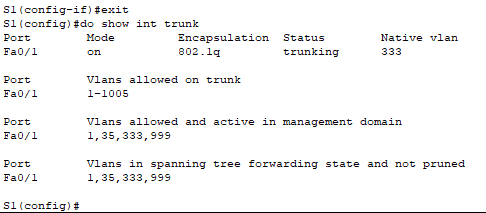 S1(config-if)#exit
S1(config)#do show int trunk
Port        Mode         Encapsulation  Status        Native vlan
Fa0/1       on           802.1q         trunking      333
Port        Vlans allowed on trunk
Fa0/1       1-1005
Port        Vlans allowed and active in management domain
Fa0/1       1,35,333,999
Port        Vlans in spanning tree forwarding state and not pruned
Fa0/1       1,35,333,999
S1(config)#